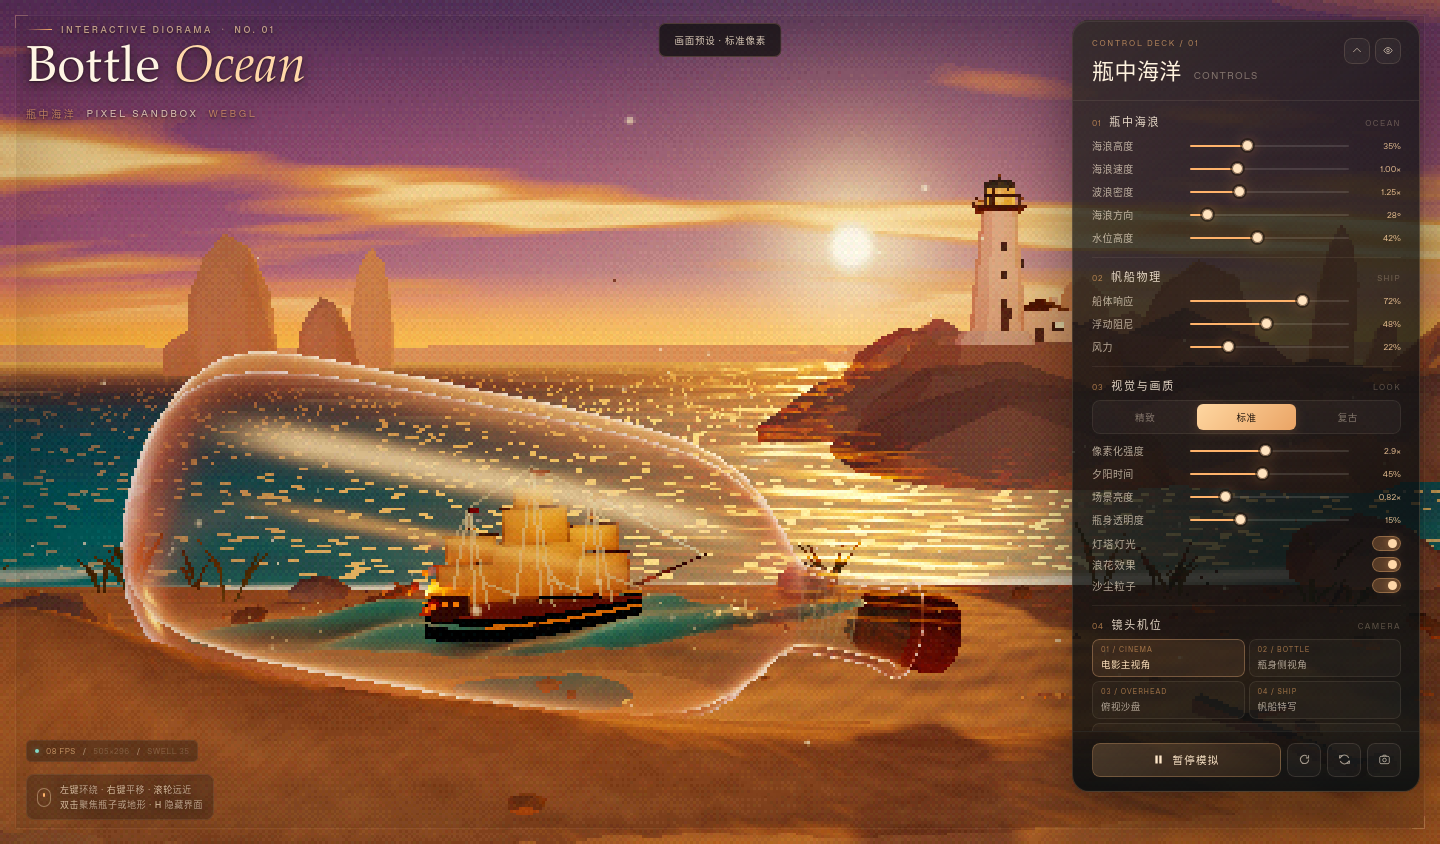 INTERACTIVE DIORAMA · NO. 01
Bottle Ocean
瓶中海洋 PIXEL SANDBOX WEBGL
画面预设 · 标准像素
CONTROL DECK / 01
瓶中海洋 CONTROLS
01 瓶中海浪 OCEAN
海浪高度 35%
海浪速度 1.00×
波浪密度 1.25×
海浪方向 28°
水位高度 42%
02 帆船物理 SHIP
船体响应 72%
浮动阻尼 48%
风力 22%
03 视觉与画质 LOOK
精致 标准 复古
像素化强度 2.9×
夕阳时间 45%
场景亮度 0.82×
瓶身透明度 15%
灯塔灯光
浪花效果
沙尘粒子
04 镜头机位 CAMERA
01 / CINEMA
电影主视角
02 / BOTTLE
瓶身侧视角
03 / OVERHEAD
俯视沙盘
04 / SHIP
帆船特写
暂停模拟
08 FPS / 505×296 / SWELL 35
左键环绕 · 右键平移 · 滚轮远近
双击聚焦瓶子或地形 · H 隐藏界面